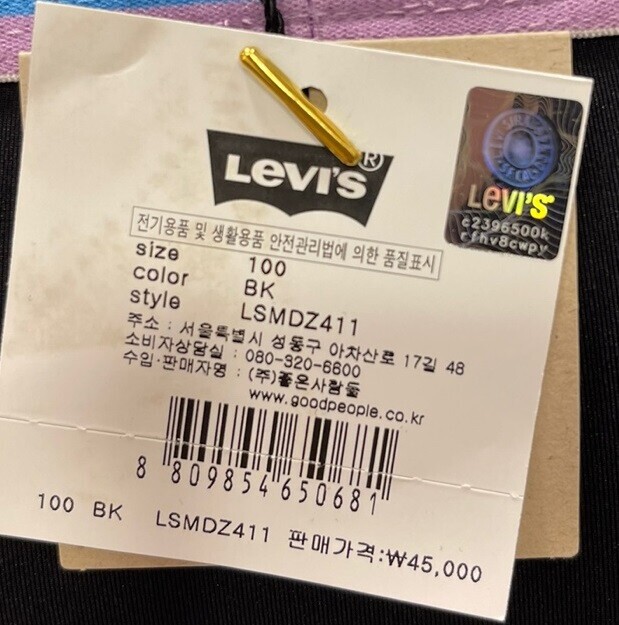 LEVI'S®
LEVI'S
c2396500k
cfhv8cwpv
전기용품 및 생활용품 안전관리법에 의한 품질표시
size 100
color BK
style LSMDZ411
주소 : 서울특별시 성동구 아차산로 17길 48
소비자상담실 : 080-320-6600
수입·판매자명 : (주)좋은사람들
www.goodpeople.co.kr
8 809854 650681
100 BK LSMDZ411 판매가격:₩45,000